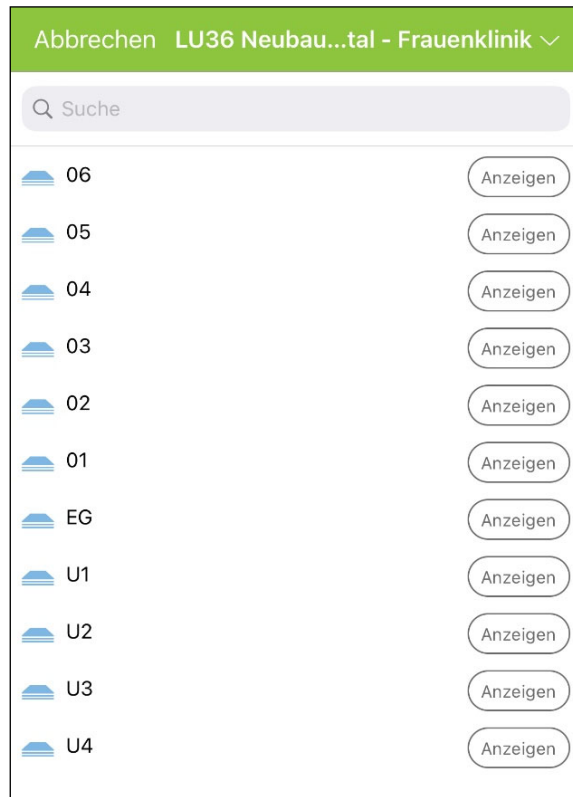 Abbrechen LU36 Neubau...tal - Frauenklinik
Suche
06 Anzeigen
05 Anzeigen
04 Anzeigen
03 Anzeigen
02 Anzeigen
01 Anzeigen
EG Anzeigen
U1 Anzeigen
U2 Anzeigen
U3 Anzeigen
U4 Anzeigen